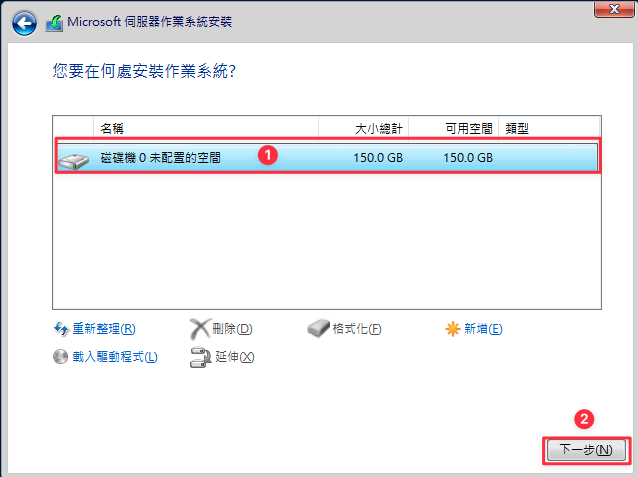 Microsoft 伺服器作業系統安裝
您要在何處安裝作業系統?
名稱 大小總計 可用空間 類型
磁碟機 0 未配置的空間 1 150.0 GB 150.0 GB
重新整理(R) 刪除(D) 格式化(F) 新增(E)
載入驅動程式(L) 延伸(X)
2
下一步(N)